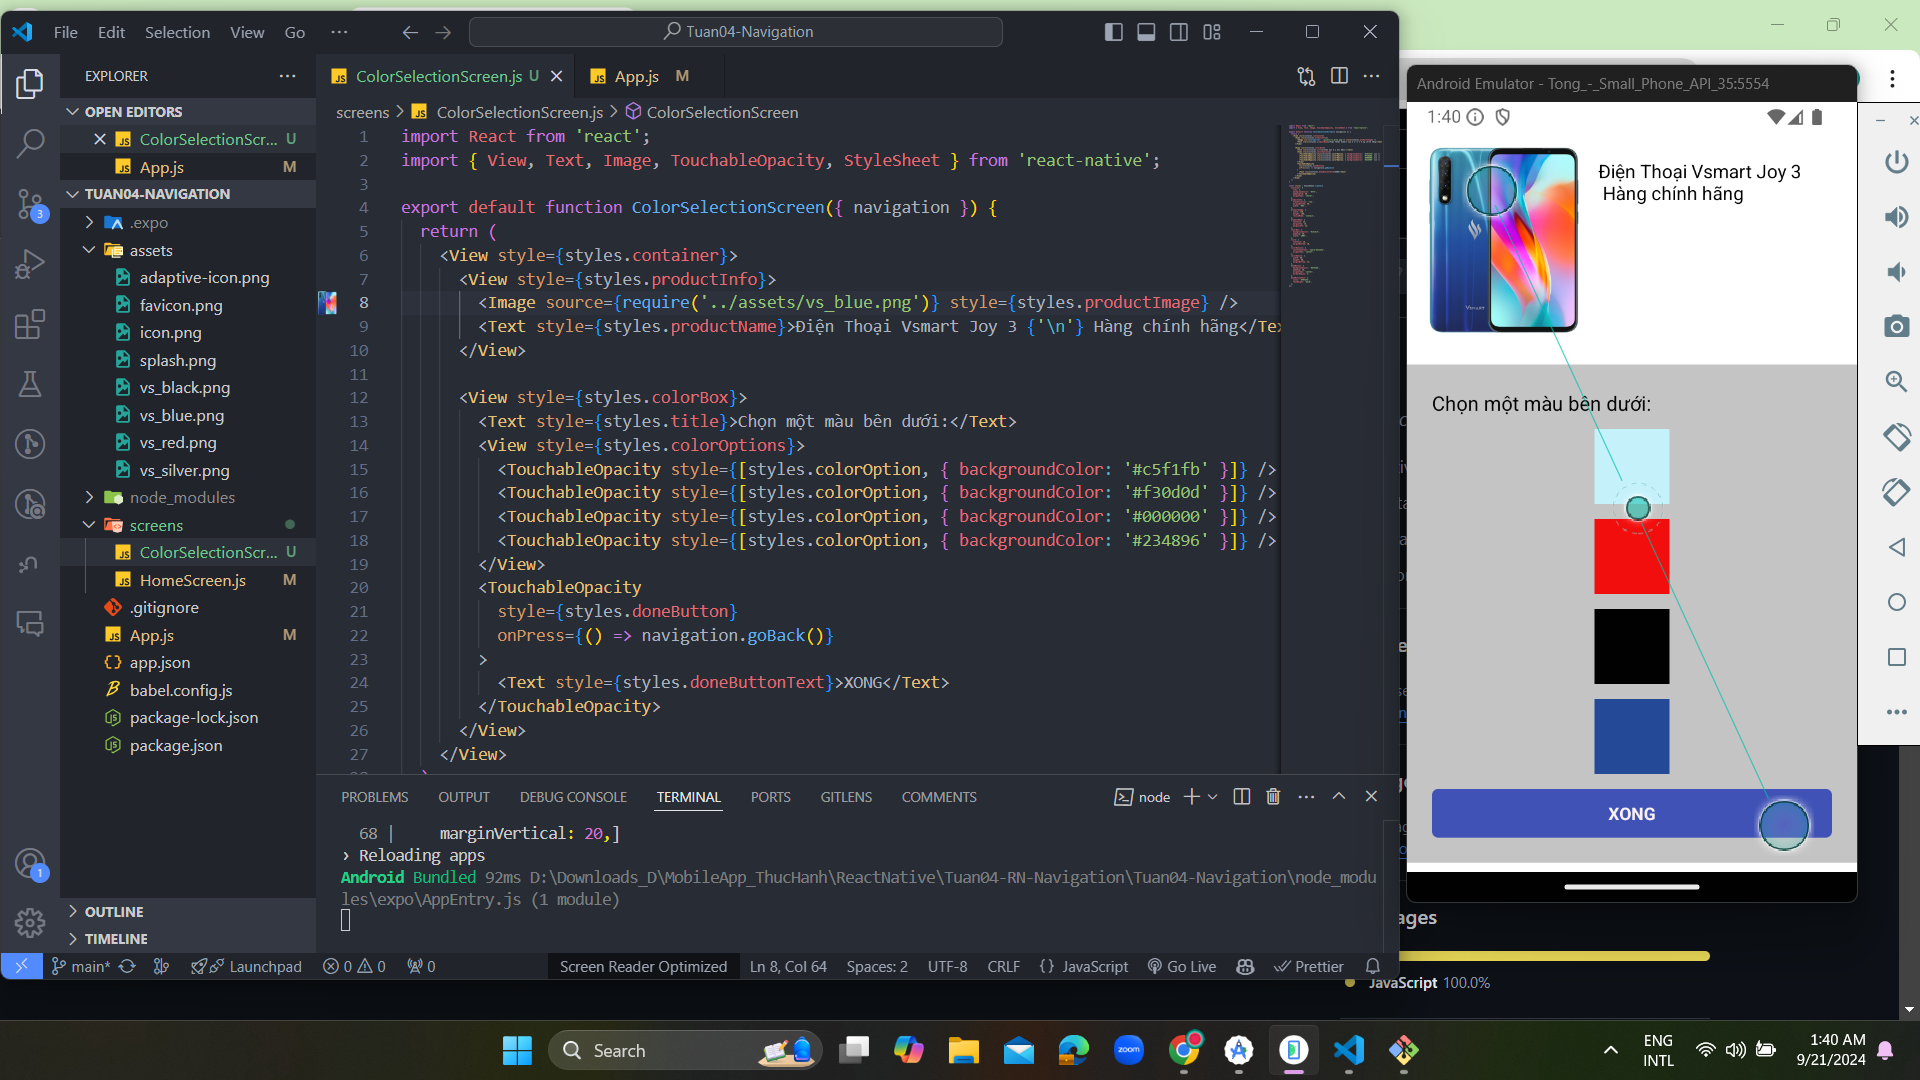 File Edit Selection View Go ···
Tuan04-Navigation
EXPLORER
OPEN EDITORS
ColorSelectionScr... U
App.js M
TUAN04-NAVIGATION
.expo
assets
adaptive-icon.png
favicon.png
icon.png
splash.png
vs_black.png
vs_blue.png
vs_red.png
vs_silver.png
node_modules
screens
ColorSelectionScr... U
HomeScreen.js M
.gitignore
App.js M
app.json
babel.config.js
package-lock.json
package.json
OUTLINE
TIMELINE
3
1
ColorSelectionScreen.js U
App.js M
screens > ColorSelectionScreen.js > ColorSelectionScreen
1 import React from 'react';
2 import { View, Text, Image, TouchableOpacity, StyleSheet } from 'react-native';
3
4 export default function ColorSelectionScreen({ navigation }) {
5 return (
6 <View style={styles.container}>
7 <View style={styles.productInfo}>
8 <Image source={require('../assets/vs_blue.png')} style={styles.productImage} />
9 <Text style={styles.productName}>Điện Thoại Vsmart Joy 3 {'\n'} Hàng chính hãng</Te
10 </View>
11
12 <View style={styles.colorBox}>
13 <Text style={styles.title}>Chọn một màu bên dưới:</Text>
14 <View style={styles.colorOptions}>
15 <TouchableOpacity style={[styles.colorOption, { backgroundColor: '#c5f1fb' }]} />
16 <TouchableOpacity style={[styles.colorOption, { backgroundColor: '#f30d0d' }]} />
17 <TouchableOpacity style={[styles.colorOption, { backgroundColor: '#000000' }]} />
18 <TouchableOpacity style={[styles.colorOption, { backgroundColor: '#234896' }]} />
19 </View>
20 <TouchableOpacity
21 style={styles.doneButton}
22 onPress={() => navigation.goBack()}
23 >
24 <Text style={styles.doneButtonText}>XONG</Text>
25 </TouchableOpacity>
26 </View>
27 </View>
PROBLEMS OUTPUT DEBUG CONSOLE TERMINAL PORTS GITLENS COMMENTS
node
68 | marginVertical: 20,]
› Reloading apps
Android Bundled 92ms D:\Downloads_D\MobileApp_ThucHanh\ReactNative\Tuan04-RN-Navigation\Tuan04-Navigation\node_modu
les\expo\AppEntry.js (1 module)
main* Launchpad 0 0 0 Screen Reader Optimized Ln 8, Col 64 Spaces: 2 UTF-8 CRLF {} JavaScript Go Live Prettier
Android Emulator - Tong_-_Small_Phone_API_35:5554
1:40
Điện Thoại Vsmart Joy 3
Hàng chính hãng
Chọn một màu bên dưới:
XONG
ages
JavaScript 100.0%
Search
zoom
ENG
INTL
1:40 AM
9/21/2024